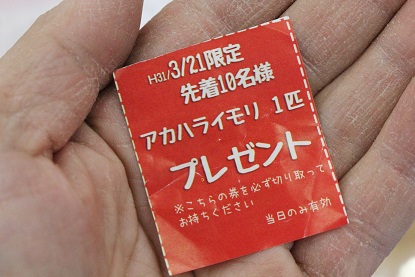 H31/3/21限定
先着10名様
アカハライモリ 1匹
プレゼント
※こちらの券を必ず切り取って
お持ちください
当日のみ有効